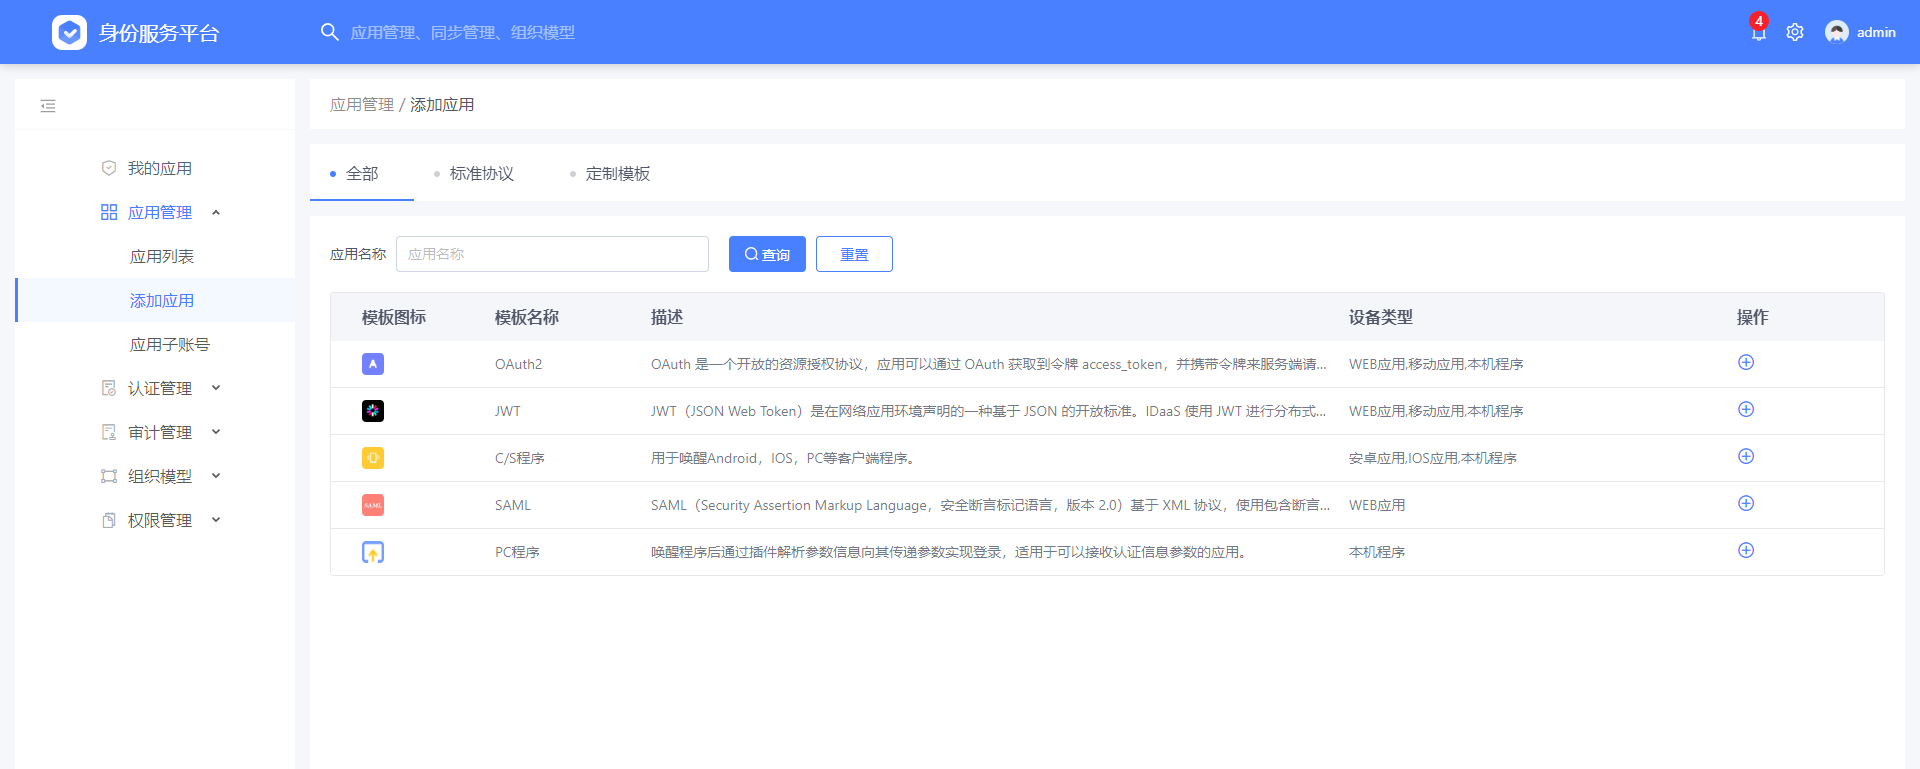 身份服务平台
应用管理、同步管理、组织模型
4
admin
应用管理 / 添加应用
我的应用
应用管理
应用列表
添加应用
应用子账号
认证管理
审计管理
组织模型
权限管理
全部
标准协议
定制模板
应用名称
应用名称
查询
重置
模板图标 模板名称 描述 设备类型 操作
A OAuth2 OAuth 是一个开放的资源授权协议，应用可以通过 OAuth 获取到令牌 access_token，并携带令牌来服务端请... WEB应用,移动应用,本机程序
JWT JWT（JSON Web Token）是在网络应用环境声明的一种基于 JSON 的开放标准。IDaaS 使用 JWT 进行分布式... WEB应用,移动应用,本机程序
C/S程序 用于唤醒Android，IOS，PC等客户端程序。 安卓应用,IOS应用,本机程序
SAML SAML SAML（Security Assertion Markup Language，安全断言标记语言，版本 2.0）基于 XML 协议，使用包含断言... WEB应用
PC程序 唤醒程序后通过插件解析参数信息向其传递参数实现登录，适用于可以接收认证信息参数的应用。 本机程序